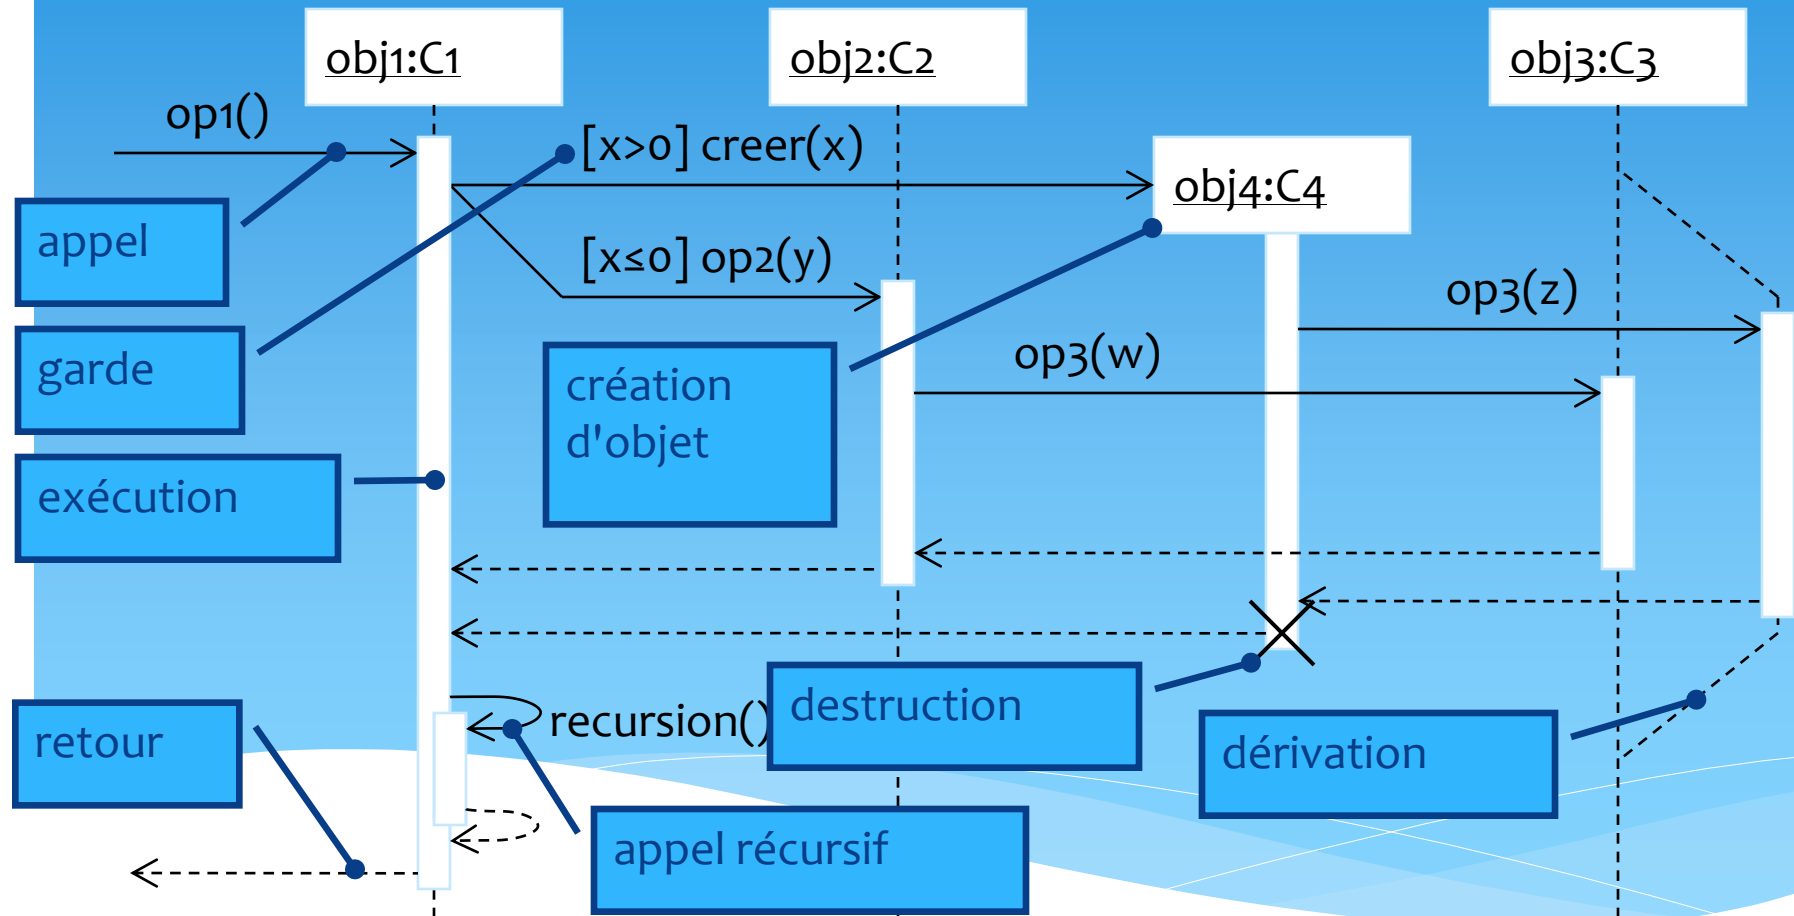 obj1:C1
obj2:C2
obj3:C3
op1()
[x>0] creer(x)
obj4:C4
appel
[x≤0] op2(y)
op3(z)
garde
op3(w)
création
d'objet
exécution
recursion()
destruction
retour
dérivation
appel récursif